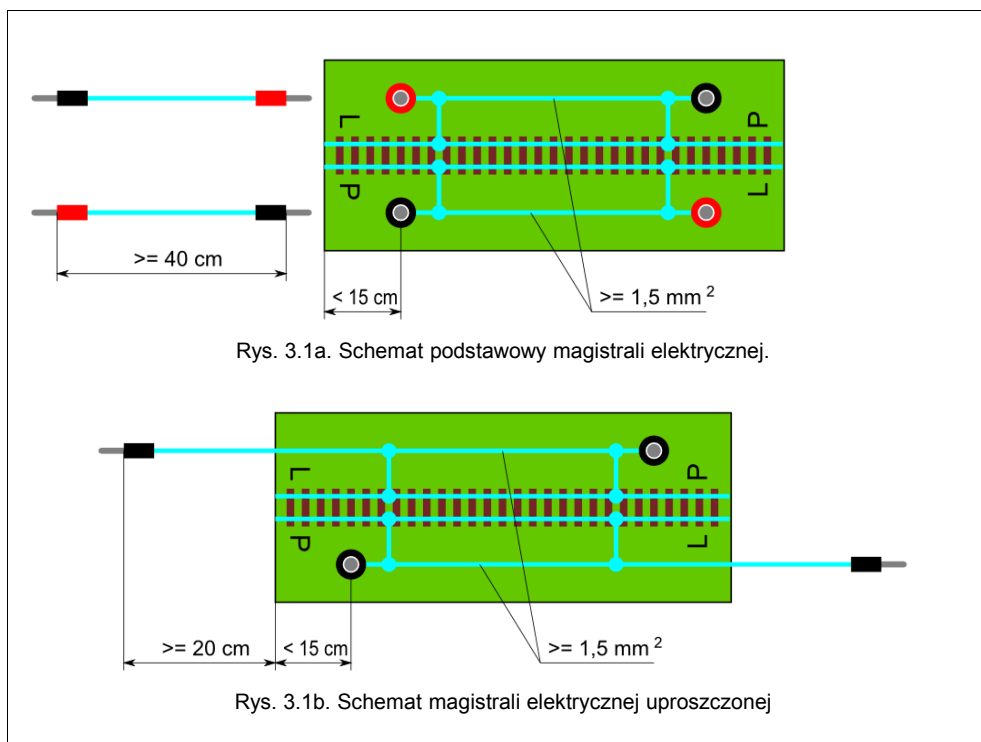 L
P
P
L
>= 40 cm
< 15 cm
>= 1,5 mm 2
Rys. 3.1a. Schemat podstawowy magistrali elektrycznej.
L
P
P
L
>= 20 cm
< 15 cm
>= 1,5 mm 2
Rys. 3.1b. Schemat magistrali elektrycznej uproszczonej